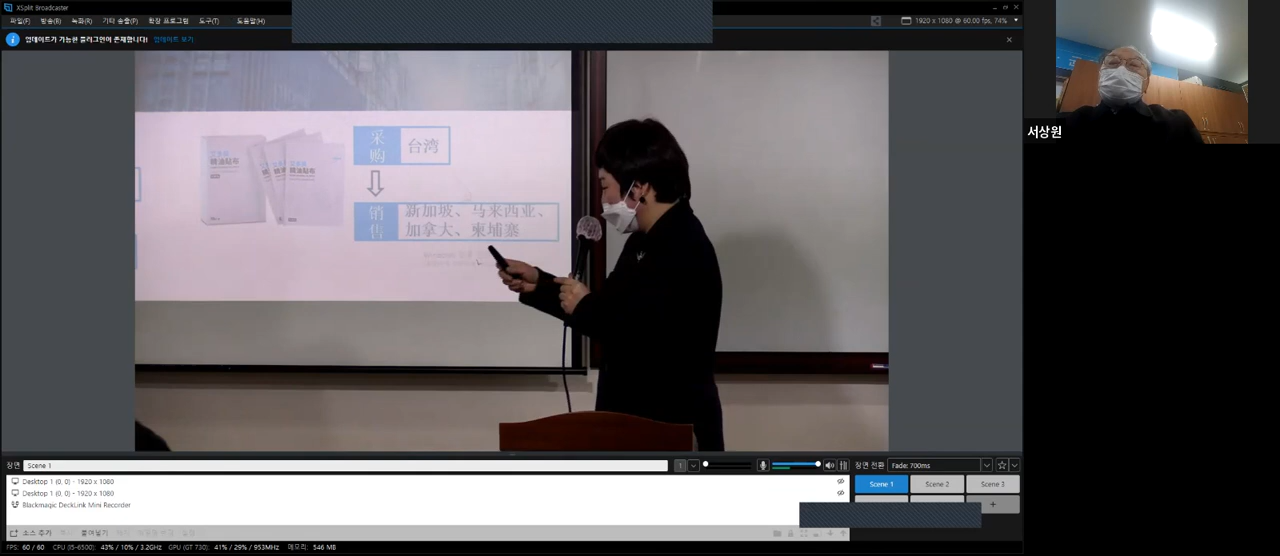 XSplit Broadcaster
파일(F) 방송(B) 녹화(R) 기타 송출(P) 확장 프로그램 도구(T) 도움말(H)
1920 x 1080 @ 60.00 fps, 74%
업데이트가 가능한 플러그인이 존재합니다! 업데이트 보기
采购 台湾
精油貼布
销售 新加坡、马来西亚、
加拿大、柬埔寨
서상원
장면 Scene 1
1
장면 전환 Fade: 700ms
Desktop 1 (0, 0) - 1920 x 1080
Desktop 1 (0, 0) - 1920 x 1080
Blackmagic DeckLink Mini Recorder
Scene 1 Scene 2 Scene 3
소스 추가 붙여넣기
FPS: 60 / 60 CPU (i5-6500): 43% / 10% / 3.2GHz GPU (GT 730): 41% / 29% / 953MHz 메모리: 546 MB